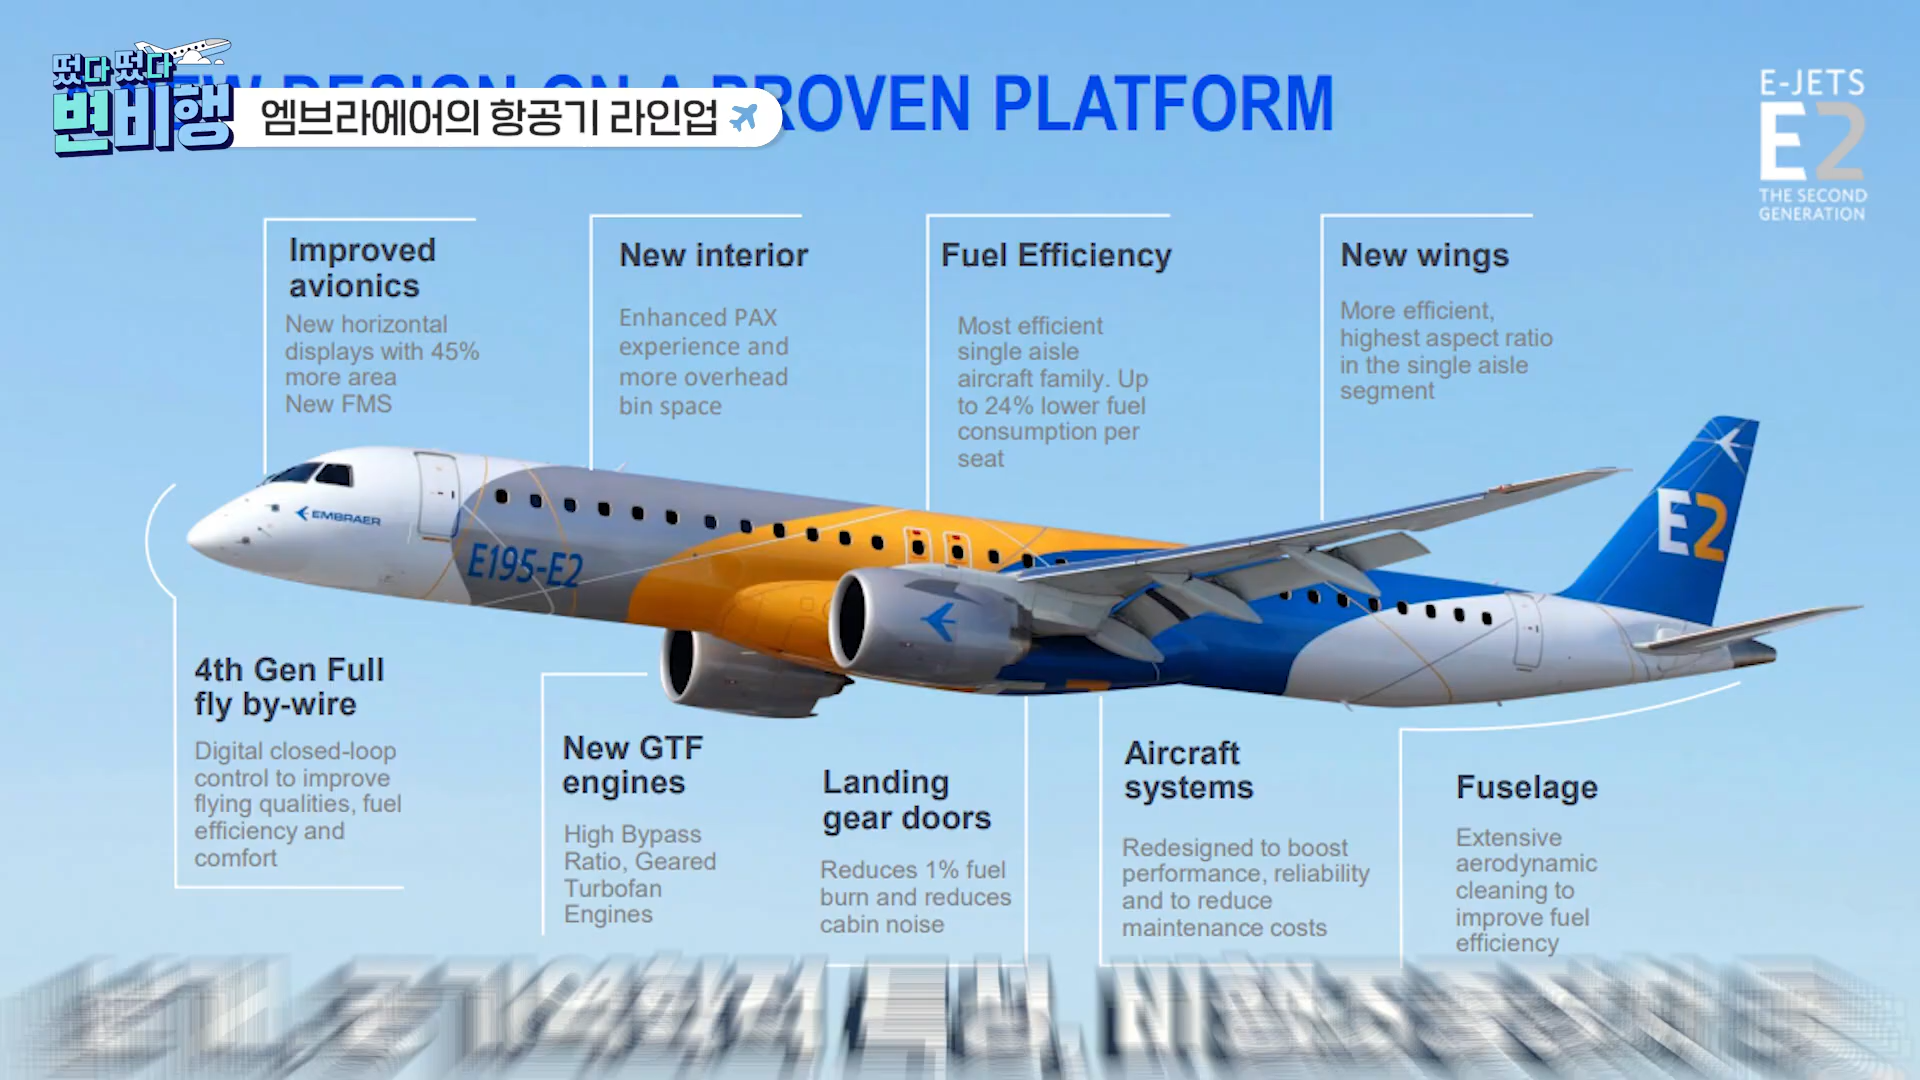 떴다떴다
변비행
엠브라에어의 항공기 라인업
DESIGN ON A PROVEN PLATFORM
E-JETS
E2
THE SECOND
GENERATION
Improved
avionics
New horizontal
displays with 45%
more area
New FMS
New interior
Enhanced PAX
experience and
more overhead
bin space
Fuel Efficiency
Most efficient
single aisle
aircraft family. Up
to 24% lower fuel
consumption per
seat
New wings
More efficient,
highest aspect ratio
in the single aisle
segment
EMBRAER
E195-E2
E2
4th Gen Full
fly by-wire
Digital closed-loop
control to improve
flying qualities, fuel
efficiency and
comfort
New GTF
engines
High Bypass
Ratio, Geared
Turbofan
Engines
Landing
gear doors
Reduces 1% fuel
burn and reduces
cabin noise
Aircraft
systems
Redesigned to boost
performance, reliability
and to reduce
maintenance costs
Fuselage
Extensive
aerodynamic
cleaning to
improve fuel
efficiency